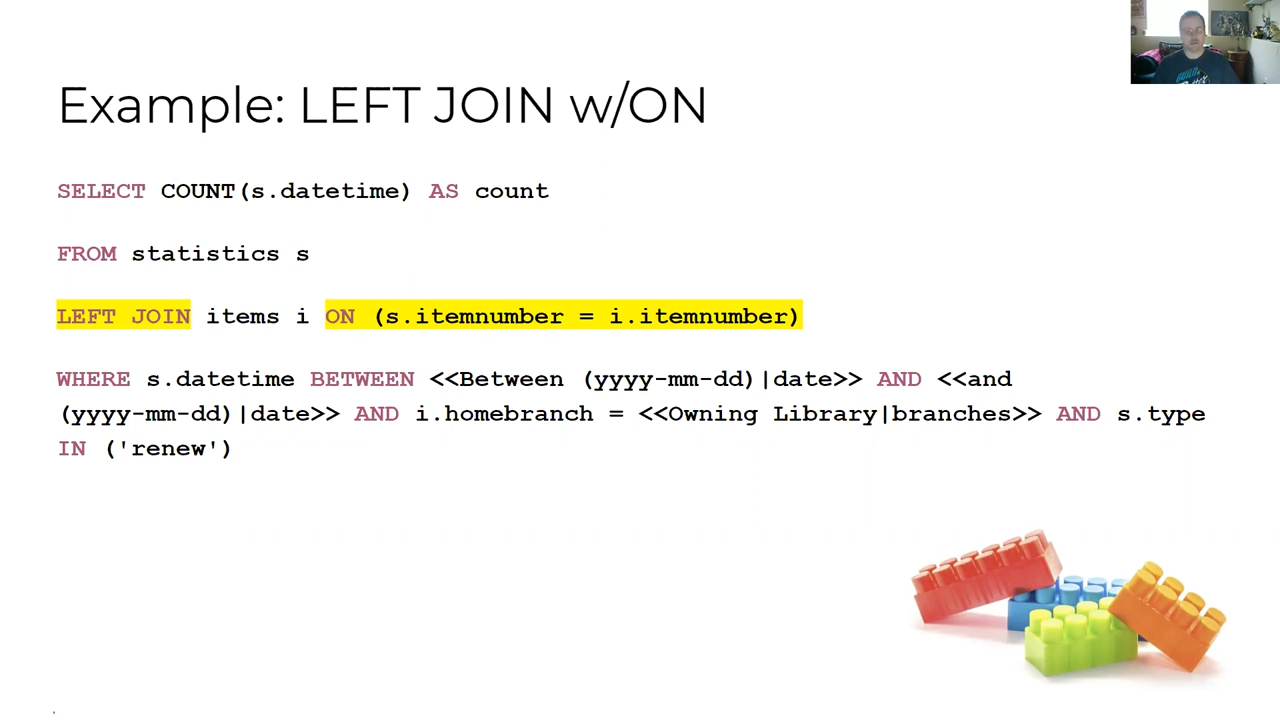 Example: LEFT JOIN w/ON
SELECT COUNT(s.datetime) AS count
FROM statistics s
LEFT JOIN items i ON (s.itemnumber = i.itemnumber)
WHERE s.datetime BETWEEN <<Between (yyyy-mm-dd)|date>> AND <<and
(yyyy-mm-dd)|date>> AND i.homebranch = <<Owning Library|branches>> AND s.type
IN ('renew')